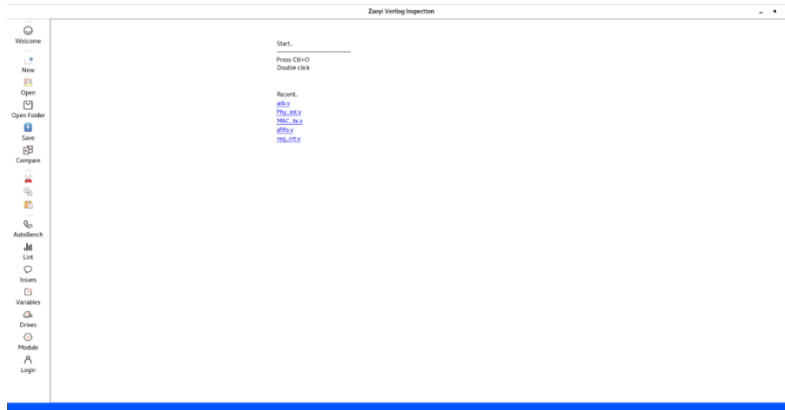 Zaoyi Verilog Inspection
Welcome
New
Open
Open Folder
Save
Compare
AutoBench
Lint
Issues
Variables
Drives
Module
Login
Start..
Press Ctl+O
Double click
Recent..
arb.v
Phy_int.v
MAC_tx.v
afifo.v
reg_int.v